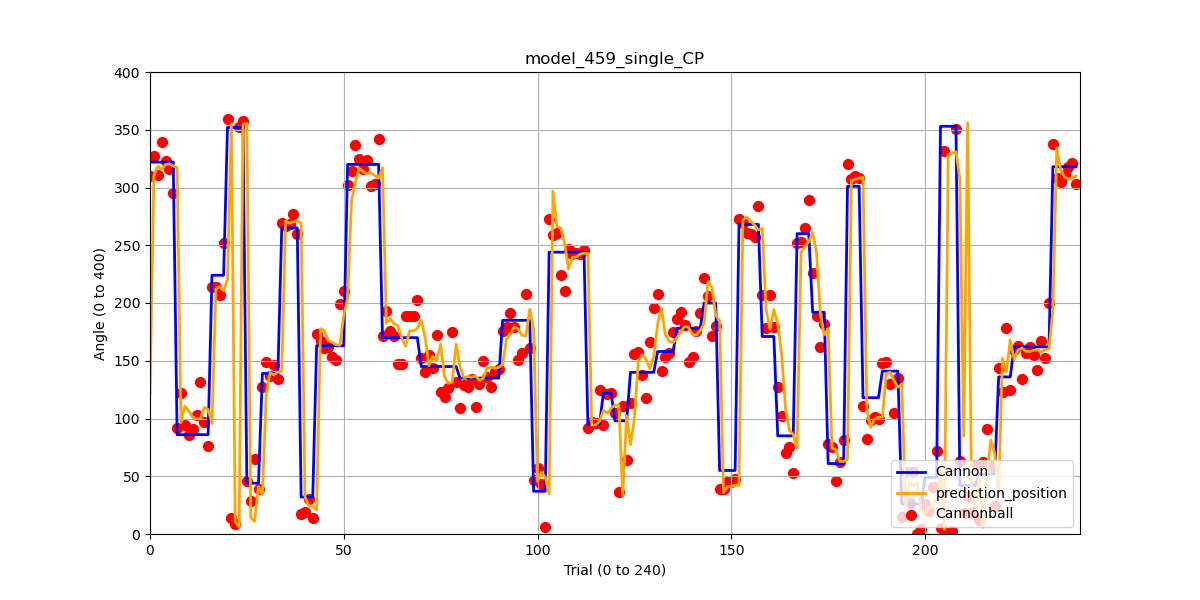 model_459_single_CP
400
350
300
250
200
150
100
50
0
Angle (0 to 400)
0
50
100
150
200
Trial (0 to 240)
Cannon
prediction_position
Cannonball